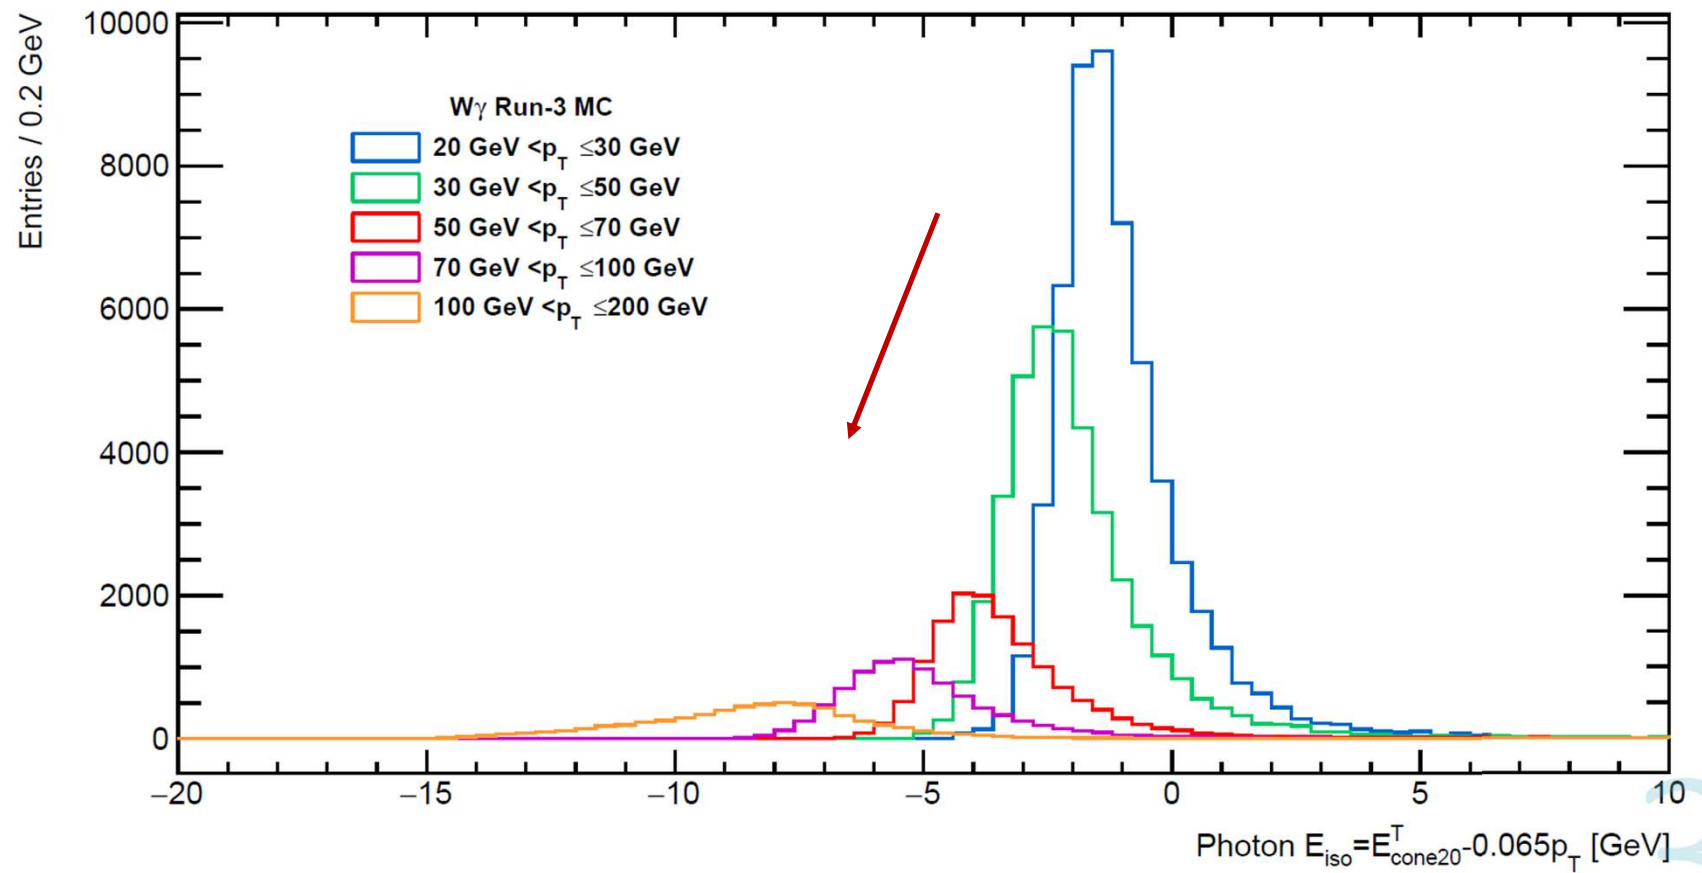 Entries / 0.2 GeV
10000
8000
6000
4000
2000
0
Wγ Run-3 MC
20 GeV <p_T ≤30 GeV
30 GeV <p_T ≤50 GeV
50 GeV <p_T ≤70 GeV
70 GeV <p_T ≤100 GeV
100 GeV <p_T ≤200 GeV
−20 −15 −10 −5 0 5 10
Photon E_iso=E^T_cone20-0.065p_T [GeV]